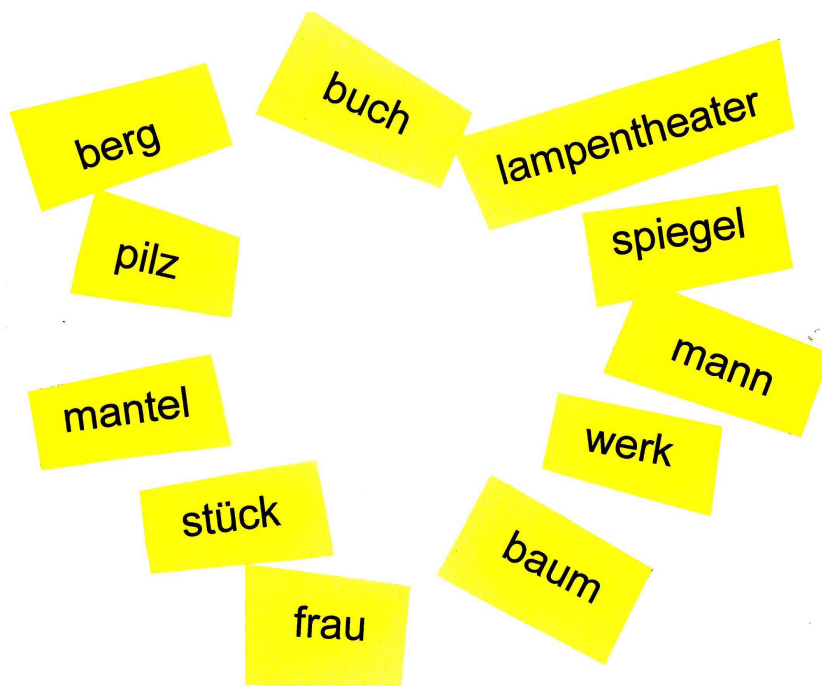 berg
buch
lampentheater
pilz
spiegel
mann
mantel
werk
stück
baum
frau